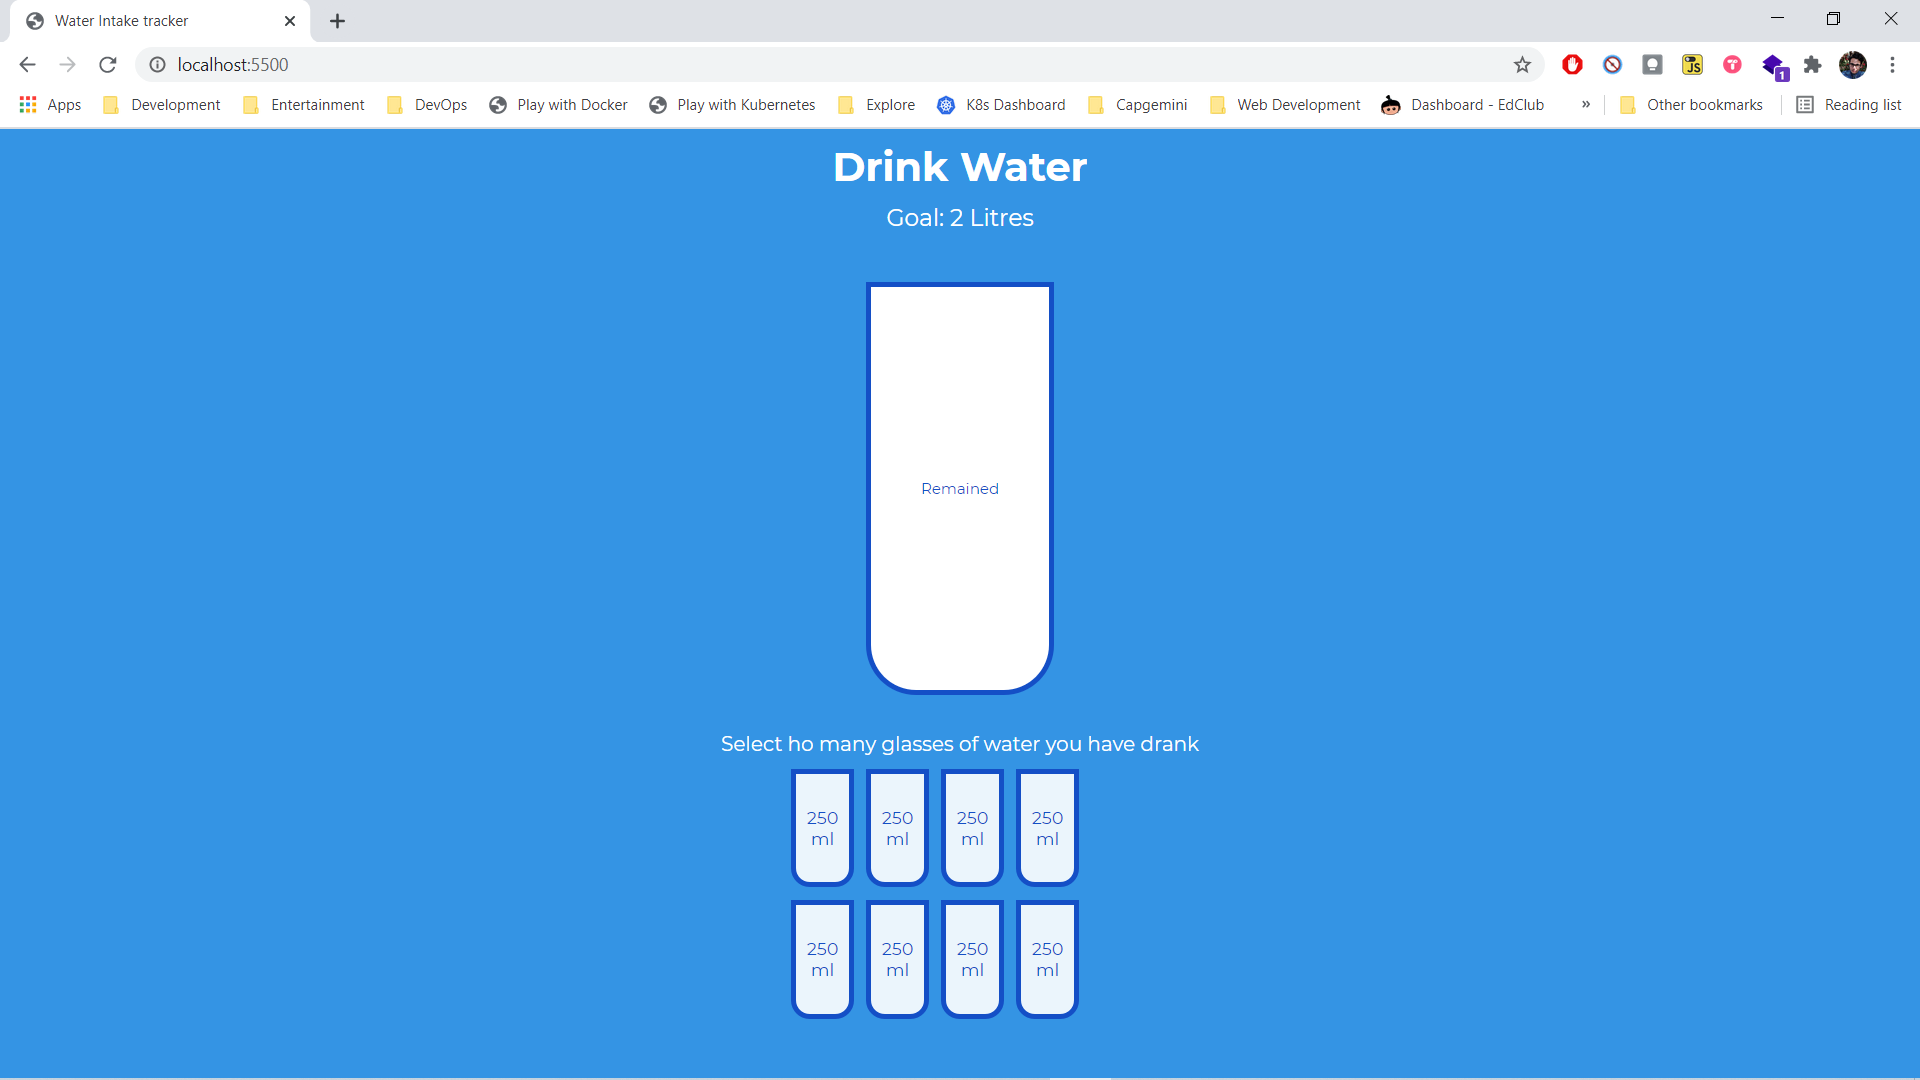 Water Intake tracker
localhost:5500
JS
1
Apps Development Entertainment DevOps Play with Docker Play with Kubernetes Explore K8s Dashboard Capgemini Web Development Dashboard - EdClub » Other bookmarks Reading list
Drink Water
Goal: 2 Litres
Remained
Select ho many glasses of water you have drank
250 250 250 250
ml ml ml ml
250 250 250 250
ml ml ml ml